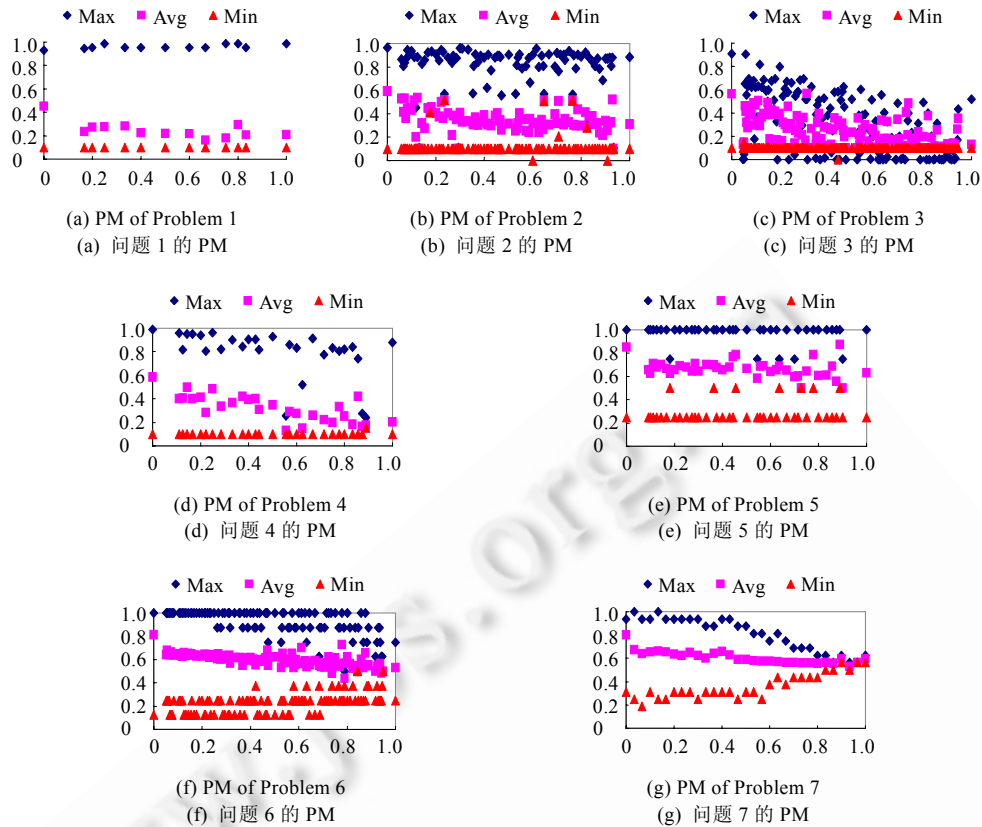 Max Avg Min
1.0
0.8
0.6
0.4
0.2
0
0 0.2 0.4 0.6 0.8 1.0
(a) PM of Problem 1
(a) 问题 1 的 PM
Max Avg Min
1.0
0.8
0.6
0.4
0.2
0
0 0.2 0.4 0.6 0.8 1.0
(b) PM of Problem 2
(b) 问题 2 的 PM
Max Avg Min
1.0
0.8
0.6
0.4
0.2
0
0 0.2 0.4 0.6 0.8 1.0
(c) PM of Problem 3
(c) 问题 3 的 PM
Max Avg Min
1.0
0.8
0.6
0.4
0.2
0
0 0.2 0.4 0.6 0.8 1.0
(d) PM of Problem 4
(d) 问题 4 的 PM
Max Avg Min
1.0
0.8
0.6
0.4
0.2
0
0 0.2 0.4 0.6 0.8 1.0
(e) PM of Problem 5
(e) 问题 5 的 PM
Max Avg Min
1.0
0.8
0.6
0.4
0.2
0
0 0.2 0.4 0.6 0.8 1.0
(f) PM of Problem 6
(f) 问题 6 的 PM
Max Avg Min
1.0
0.8
0.6
0.4
0.2
0
0 0.2 0.4 0.6 0.8 1.0
(g) PM of Problem 7
(g) 问题 7 的 PM